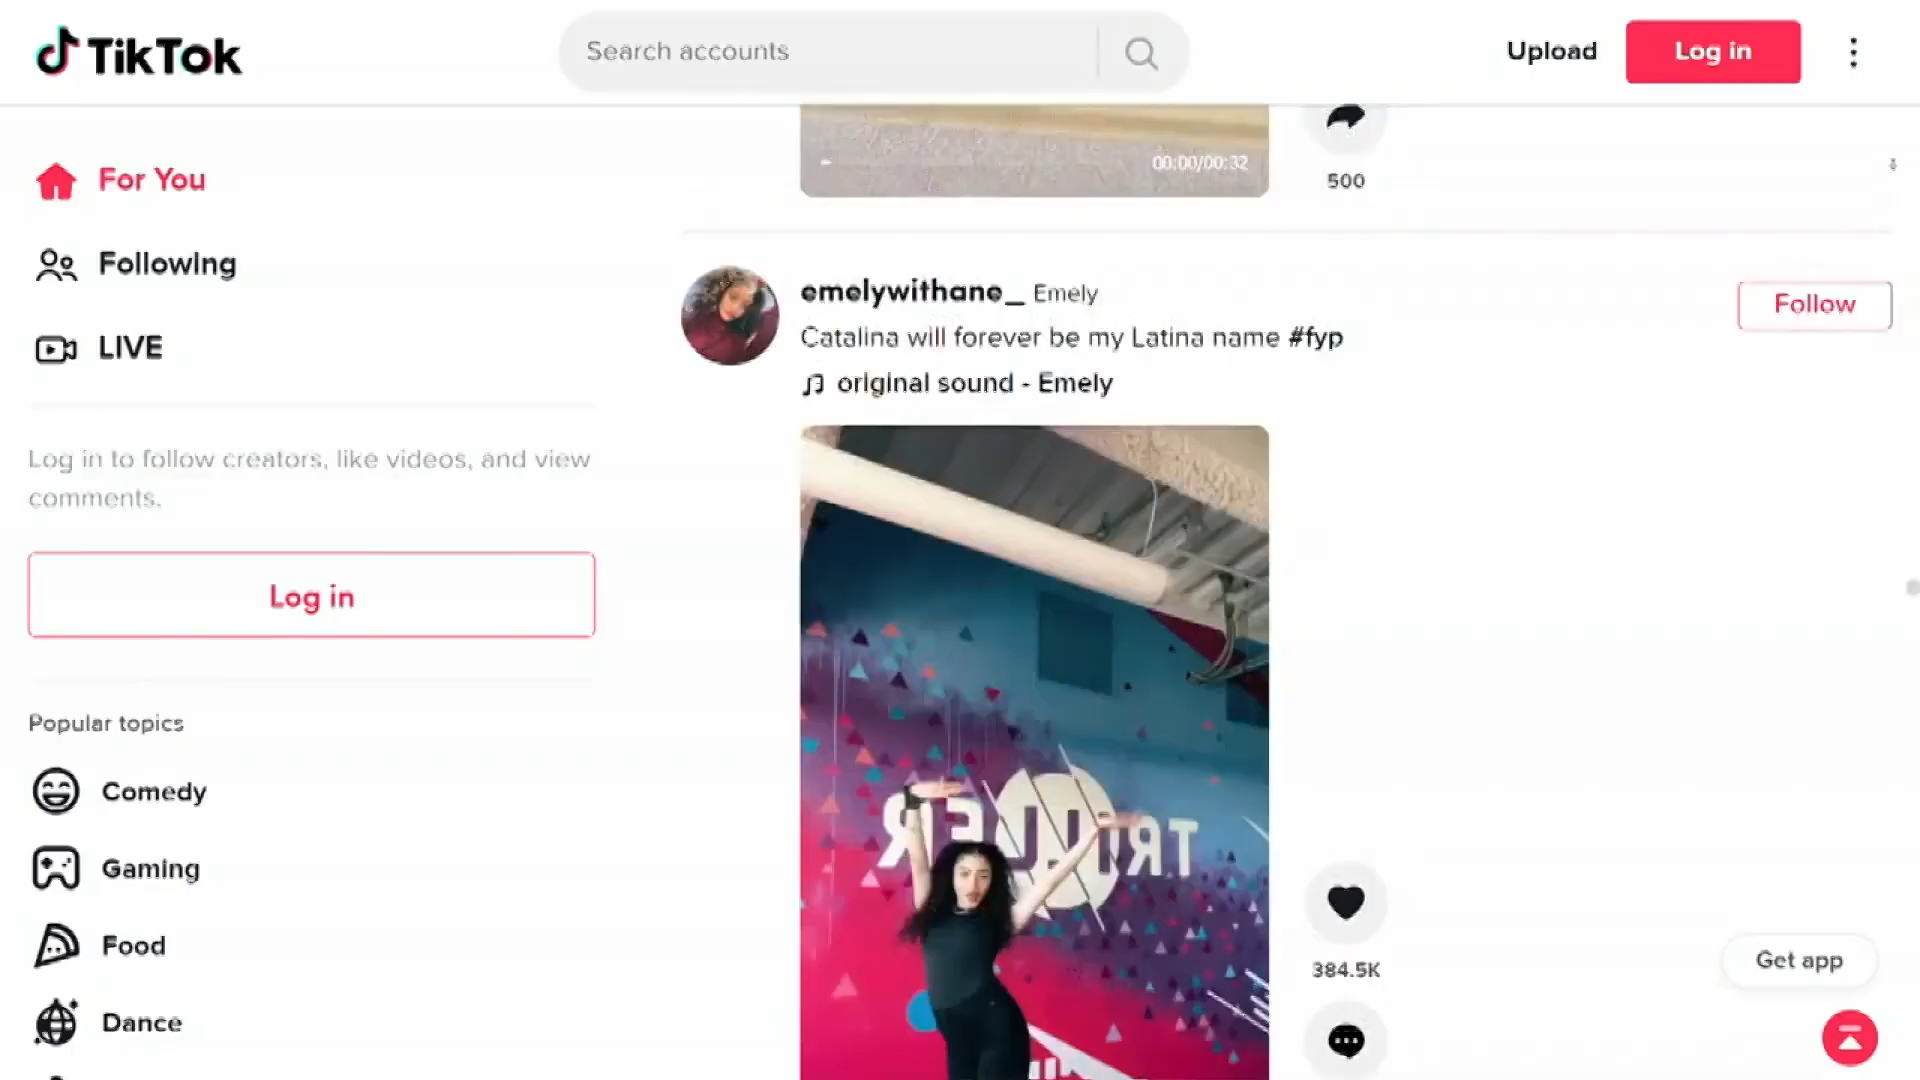 TikTok
Search accounts
Upload
Log in
For You
Following
LIVE
Log in to follow creators, like videos, and view
comments.
Log in
Popular topics
Comedy
Gaming
Food
Dance
00:00/00:32
500
emelywithane_ Emely
Catalina will forever be my Latina name #fyp
original sound - Emely
Follow
TRILLER
384.5K
Get app